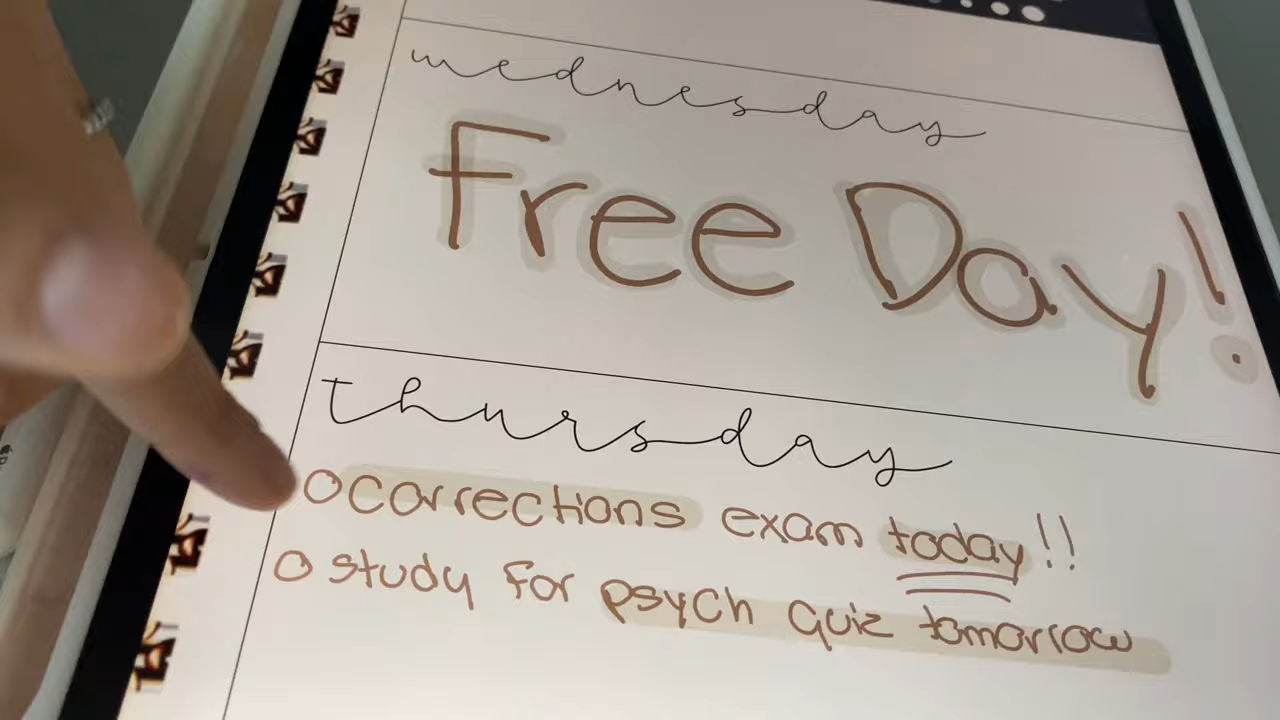 wednesday
Free Day!
thursday
corrections exam today!!
study for psych quiz tomorrow